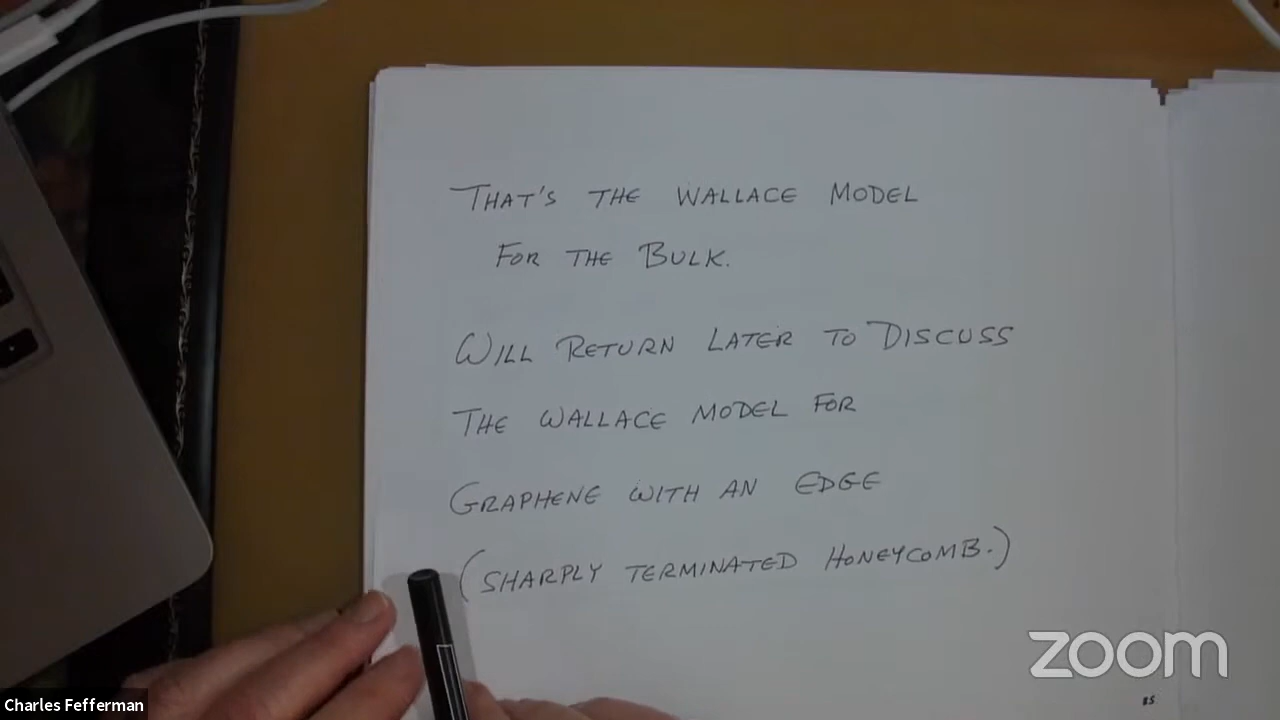 THAT'S THE WALLACE MODEL
FOR THE BULK.
WILL RETURN LATER TO DISCUSS
THE WALLACE MODEL FOR
GRAPHENE WITH AN EDGE
(SHARPLY TERMINATED HONEYCOMB.)
zoom
Charles Fefferman